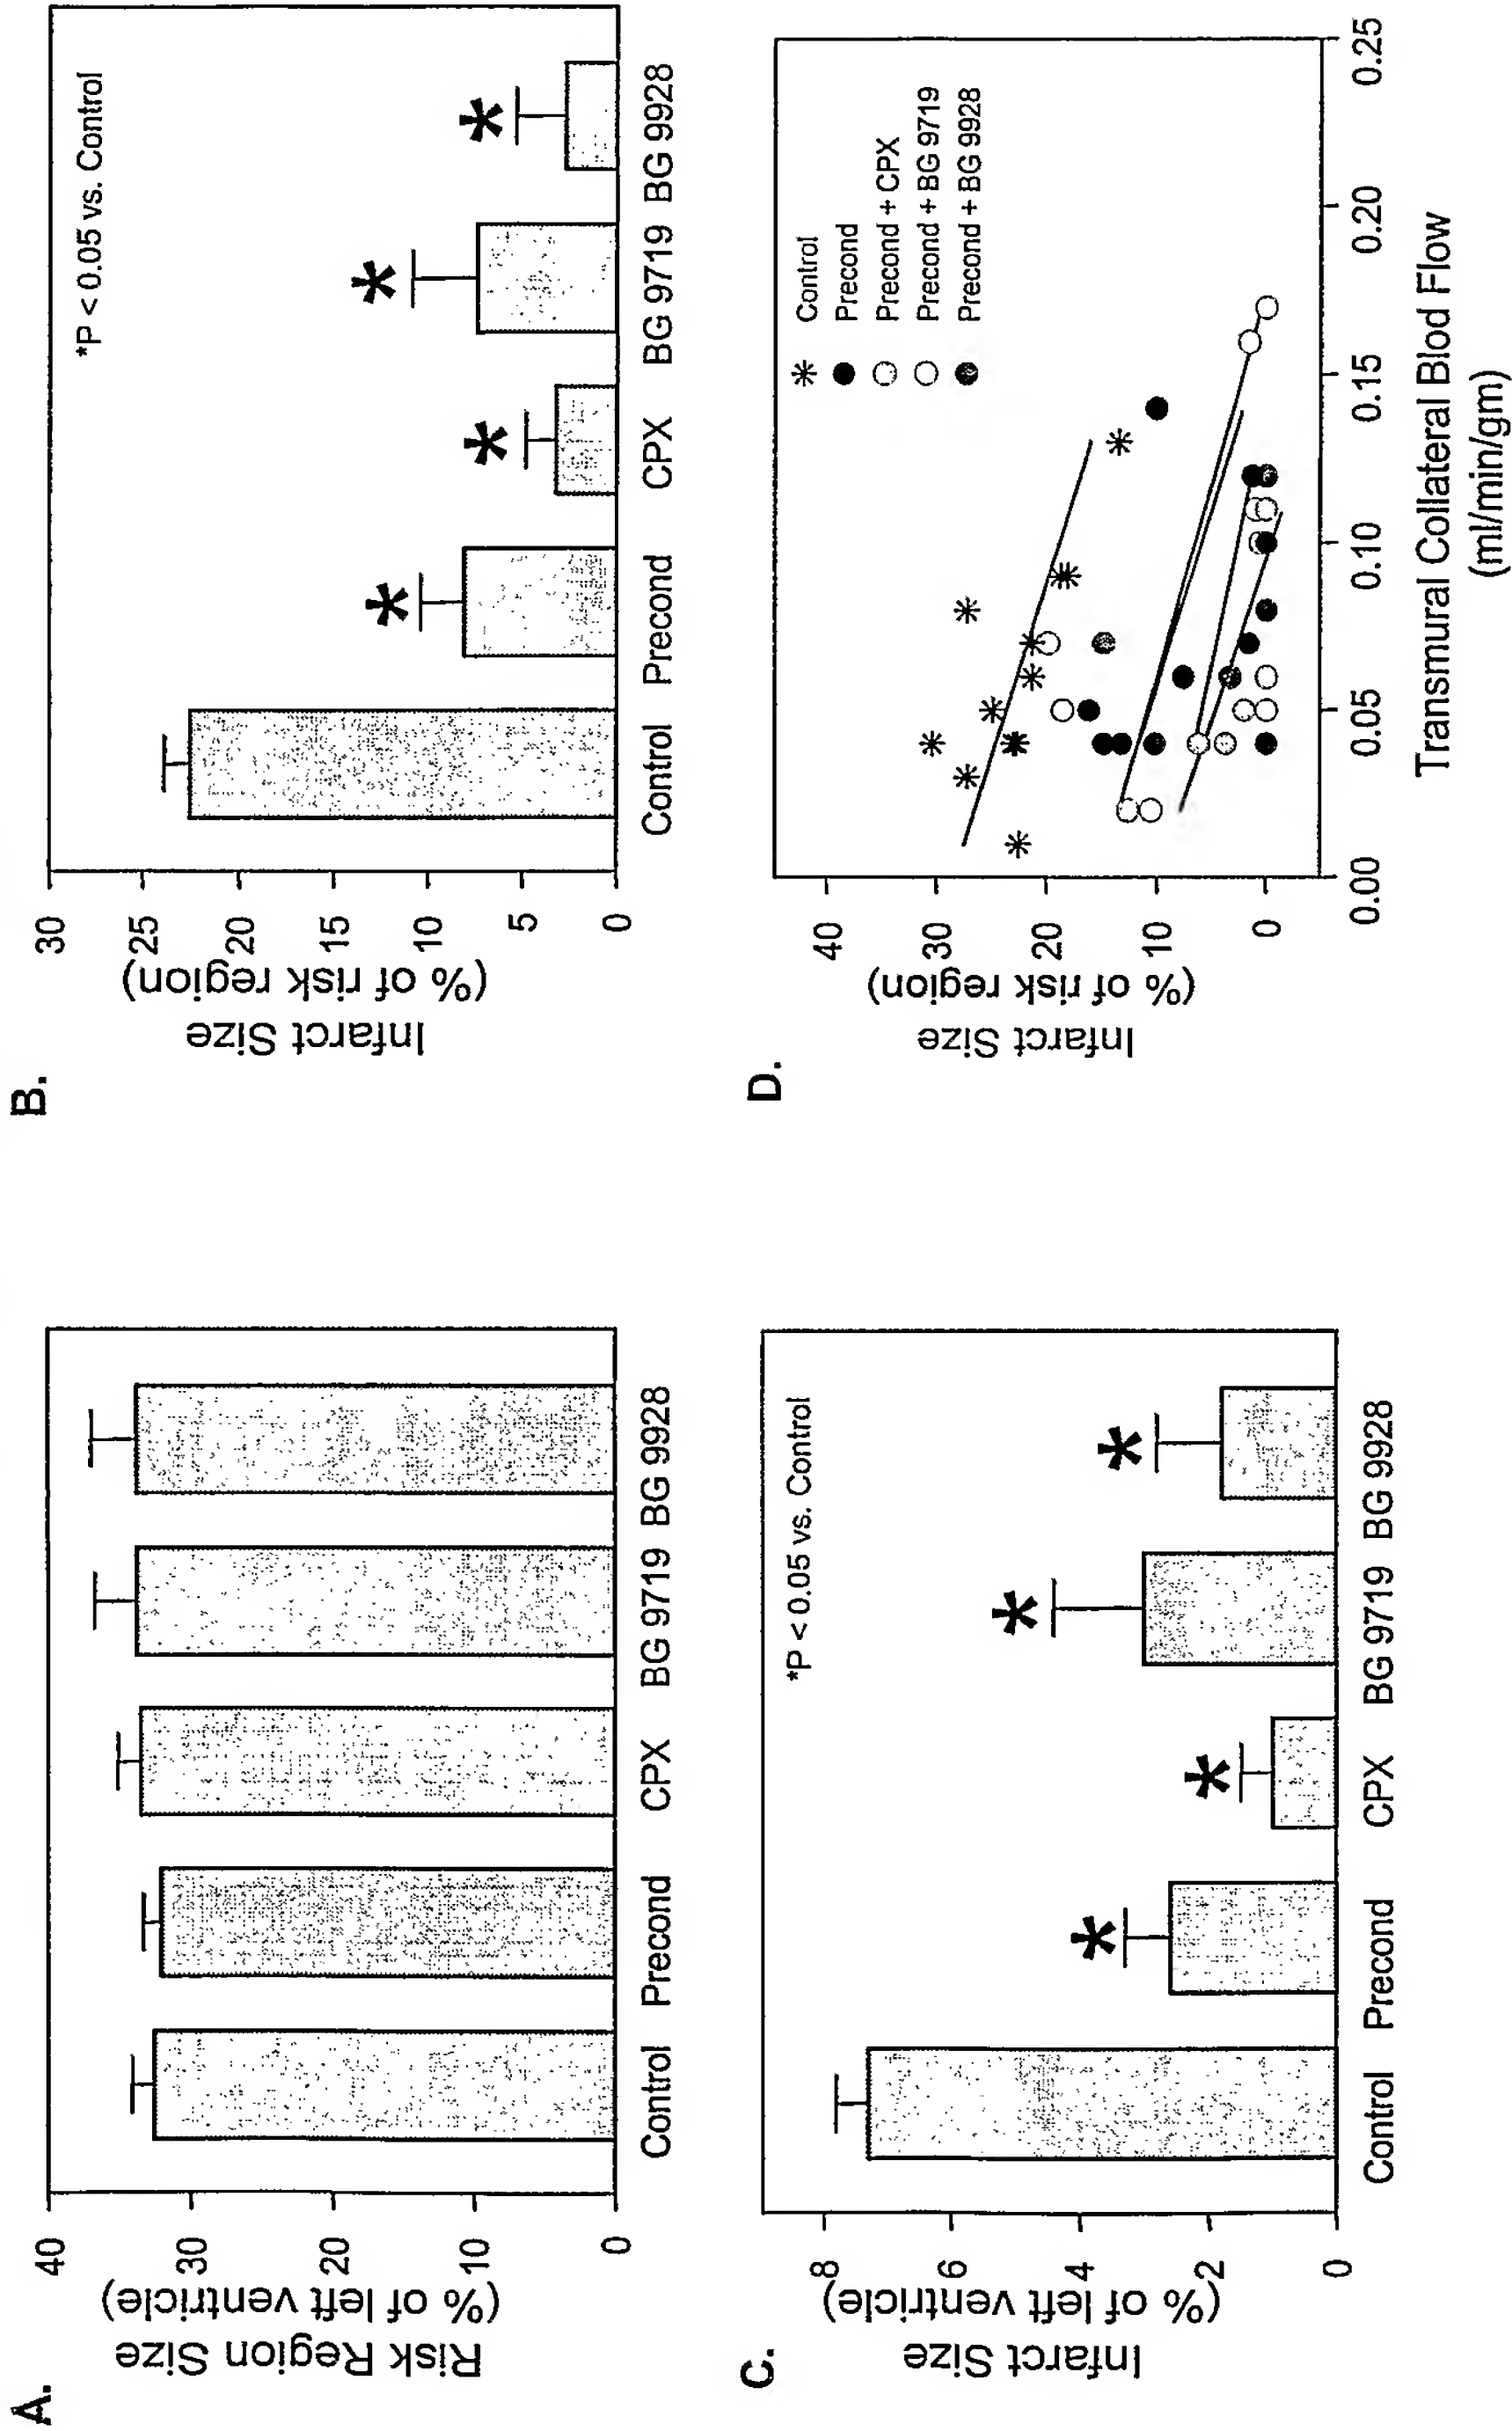 A.
Risk Region Size
(% of left ventricle)
40
30
20
10
0
Control
Precond
CPX
BG 9719
BG 9928
B.
Infarct Size
(% of risk region)
30
25
20
15
10
5
0
*P < 0.05 vs. Control
*
*
*
*
Control
Precond
CPX
BG 9719
BG 9928
C.
Infarct Size
(% of left ventricle)
8
6
4
2
0
*P < 0.05 vs. Control
*
*
*
*
Control
Precond
CPX
BG 9719
BG 9928
D.
Infarct Size
(% of risk region)
40
30
20
10
0
Control
Precond
Precond + CPX
Precond + BG 9719
Precond + BG 9928
0.00
0.05
0.10
0.15
0.20
0.25
Transmural Collateral Blod Flow
(ml/min/gm)